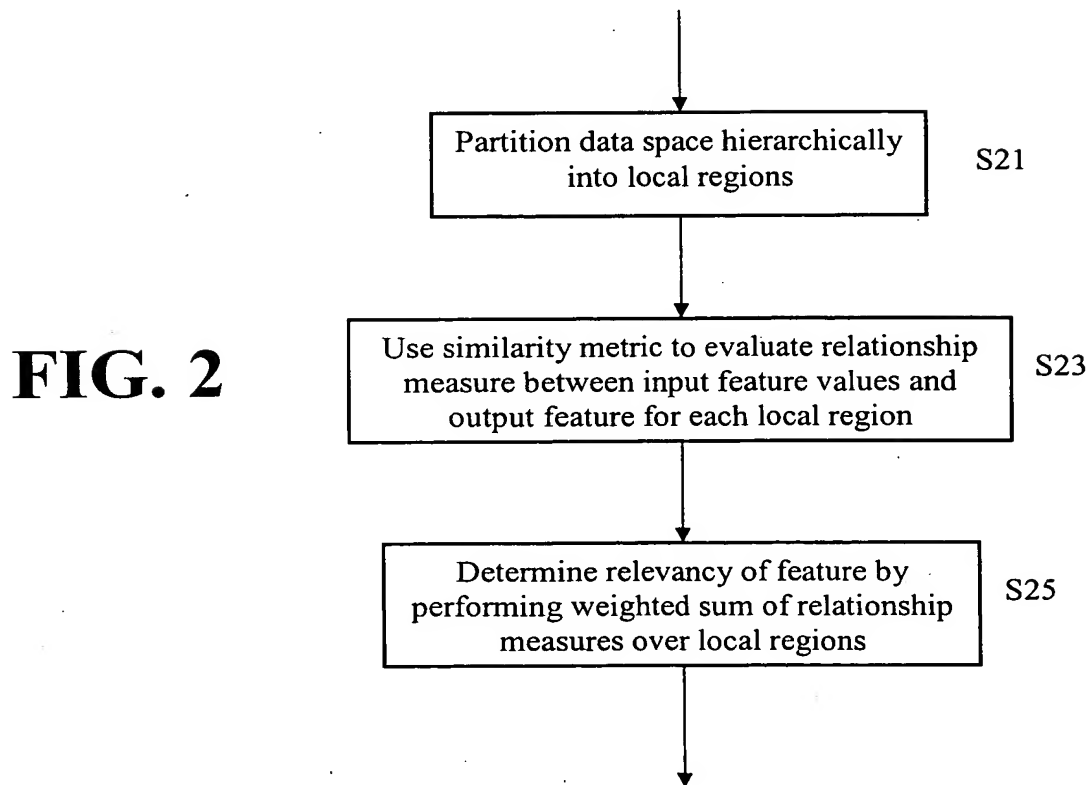 Partition data space hierarchically
into local regions
S21
FIG. 2
Use similarity metric to evaluate relationship
measure between input feature values and
output feature for each local region
S23
Determine relevancy of feature by
performing weighted sum of relationship
measures over local regions
S25